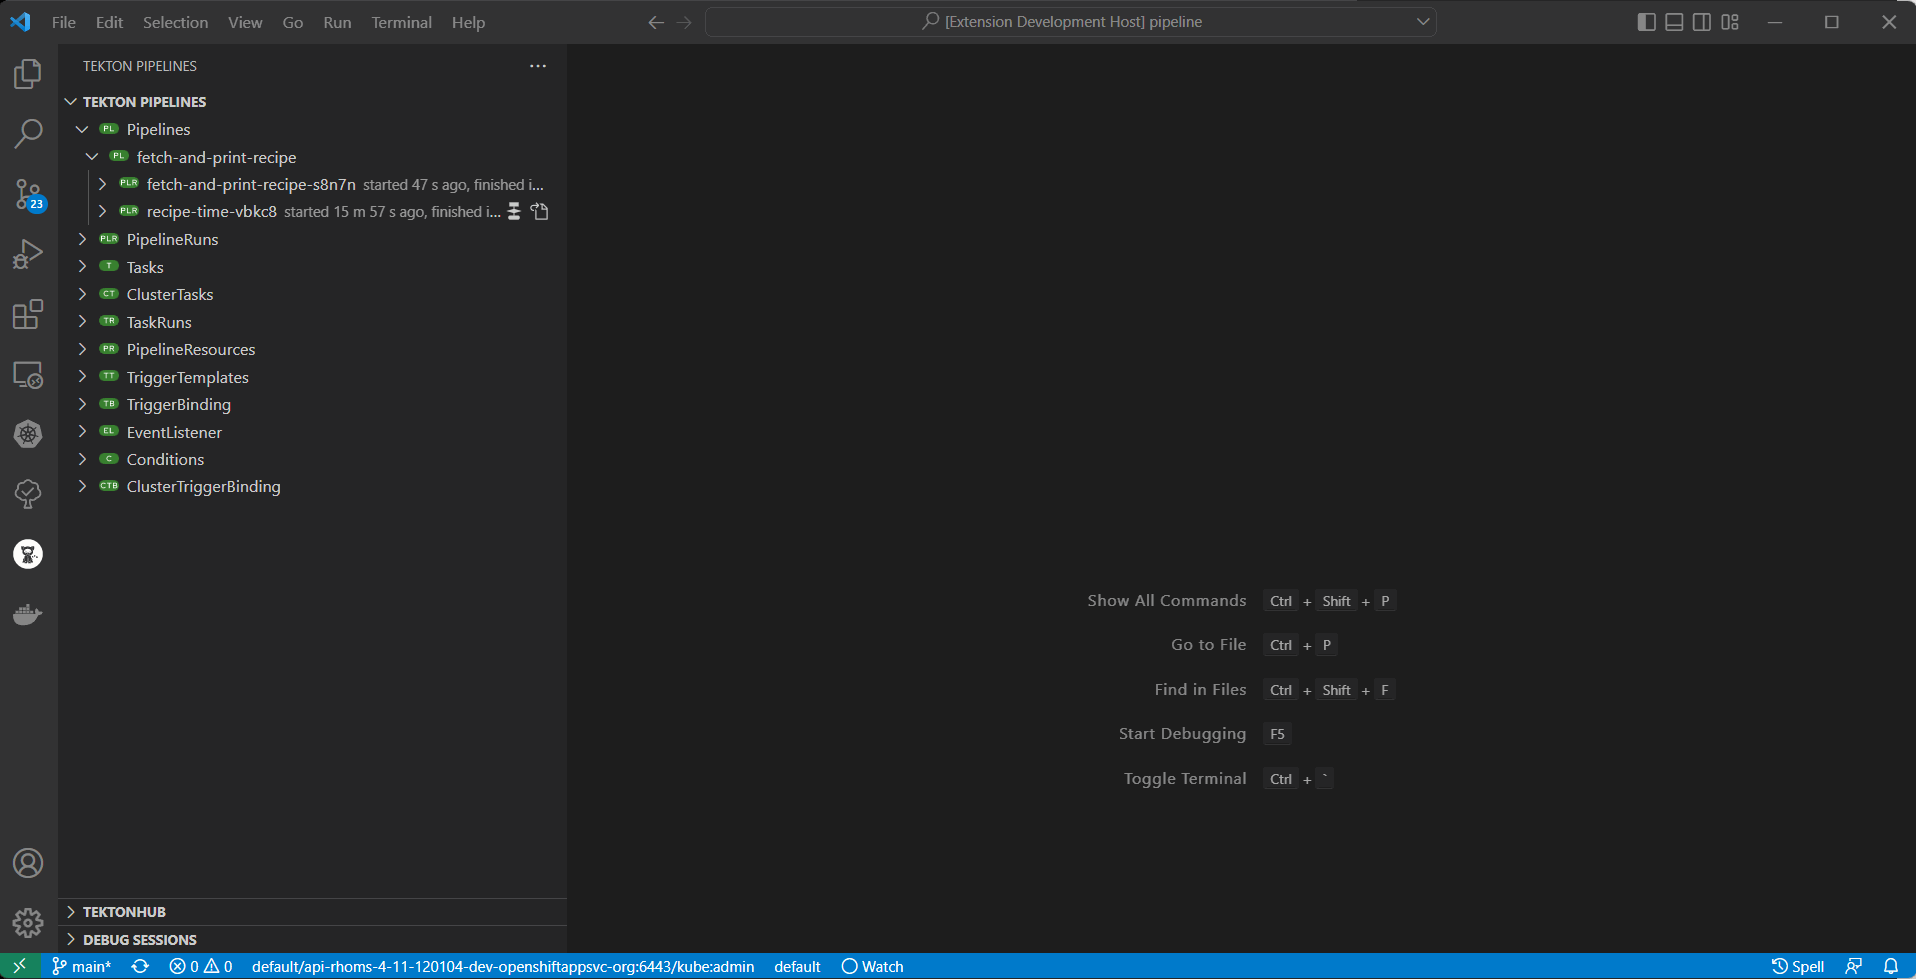 File Edit Selection View Go Run Terminal Help [Extension Development Host] pipeline
TEKTON PIPELINES
TEKTON PIPELINES
PL Pipelines
PL fetch-and-print-recipe
PLR fetch-and-print-recipe-s8n7n started 47 s ago, finished i...
PLR recipe-time-vbkc8 started 15 m 57 s ago, finished i...
PLR PipelineRuns
T Tasks
CT ClusterTasks
TR TaskRuns
PR PipelineResources
TT TriggerTemplates
TB TriggerBinding
EL EventListener
C Conditions
CTB ClusterTriggerBinding
23
Show All Commands Ctrl + Shift + P
Go to File Ctrl + P
Find in Files Ctrl + Shift + F
Start Debugging F5
Toggle Terminal Ctrl + `
TEKTONHUB
DEBUG SESSIONS
main* 0 0 default/api-rhoms-4-11-120104-dev-openshiftappsvc-org:6443/kube:admin default Watch Spell